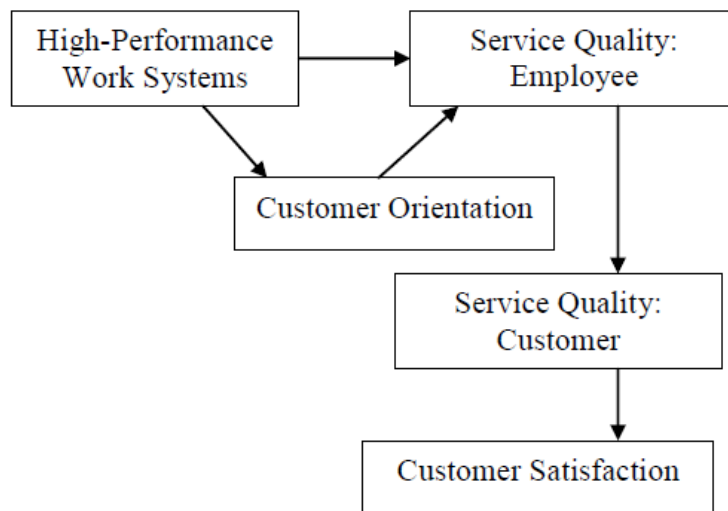 High-Performance
Work Systems
Service Quality:
Employee
Customer Orientation
Service Quality:
Customer
Customer Satisfaction